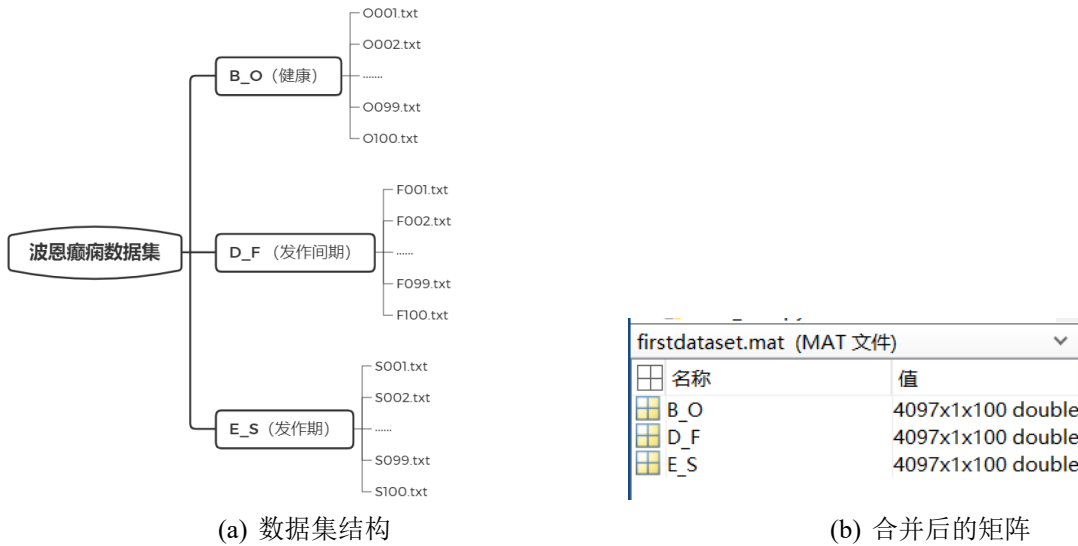 O001.txt
O002.txt
B_O（健康）
.......
O099.txt
O100.txt
F001.txt
F002.txt
波恩癫痫数据集
D_F （发作间期）
......
F099.txt
F100.txt
S001.txt
S002.txt
E_S（发作期）
......
S099.txt
S100.txt
(a) 数据集结构
firstdataset.mat (MAT 文件)
名称 值
B_O 4097x1x100 double
D_F 4097x1x100 double
E_S 4097x1x100 double
(b) 合并后的矩阵